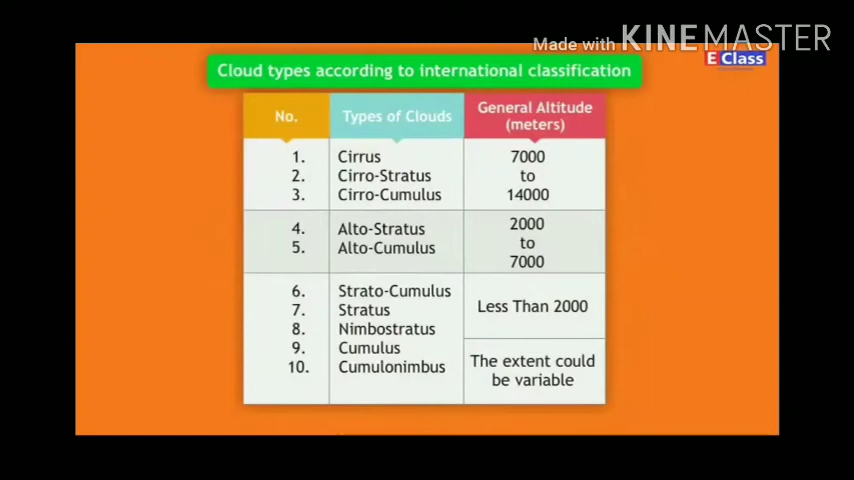 Made with KINEMASTER
E Class
Cloud types according to international classification
No. Types of Clouds General Altitude (meters)
1. Cirrus 7000
2. Cirro-Stratus to
3. Cirro-Cumulus 14000
4. Alto-Stratus 2000
to
5. Alto-Cumulus
7000
6. Strato-Cumulus
7. Stratus Less Than 2000
8. Nimbostratus
9. Cumulus The extent could
10. Cumulonimbus be variable